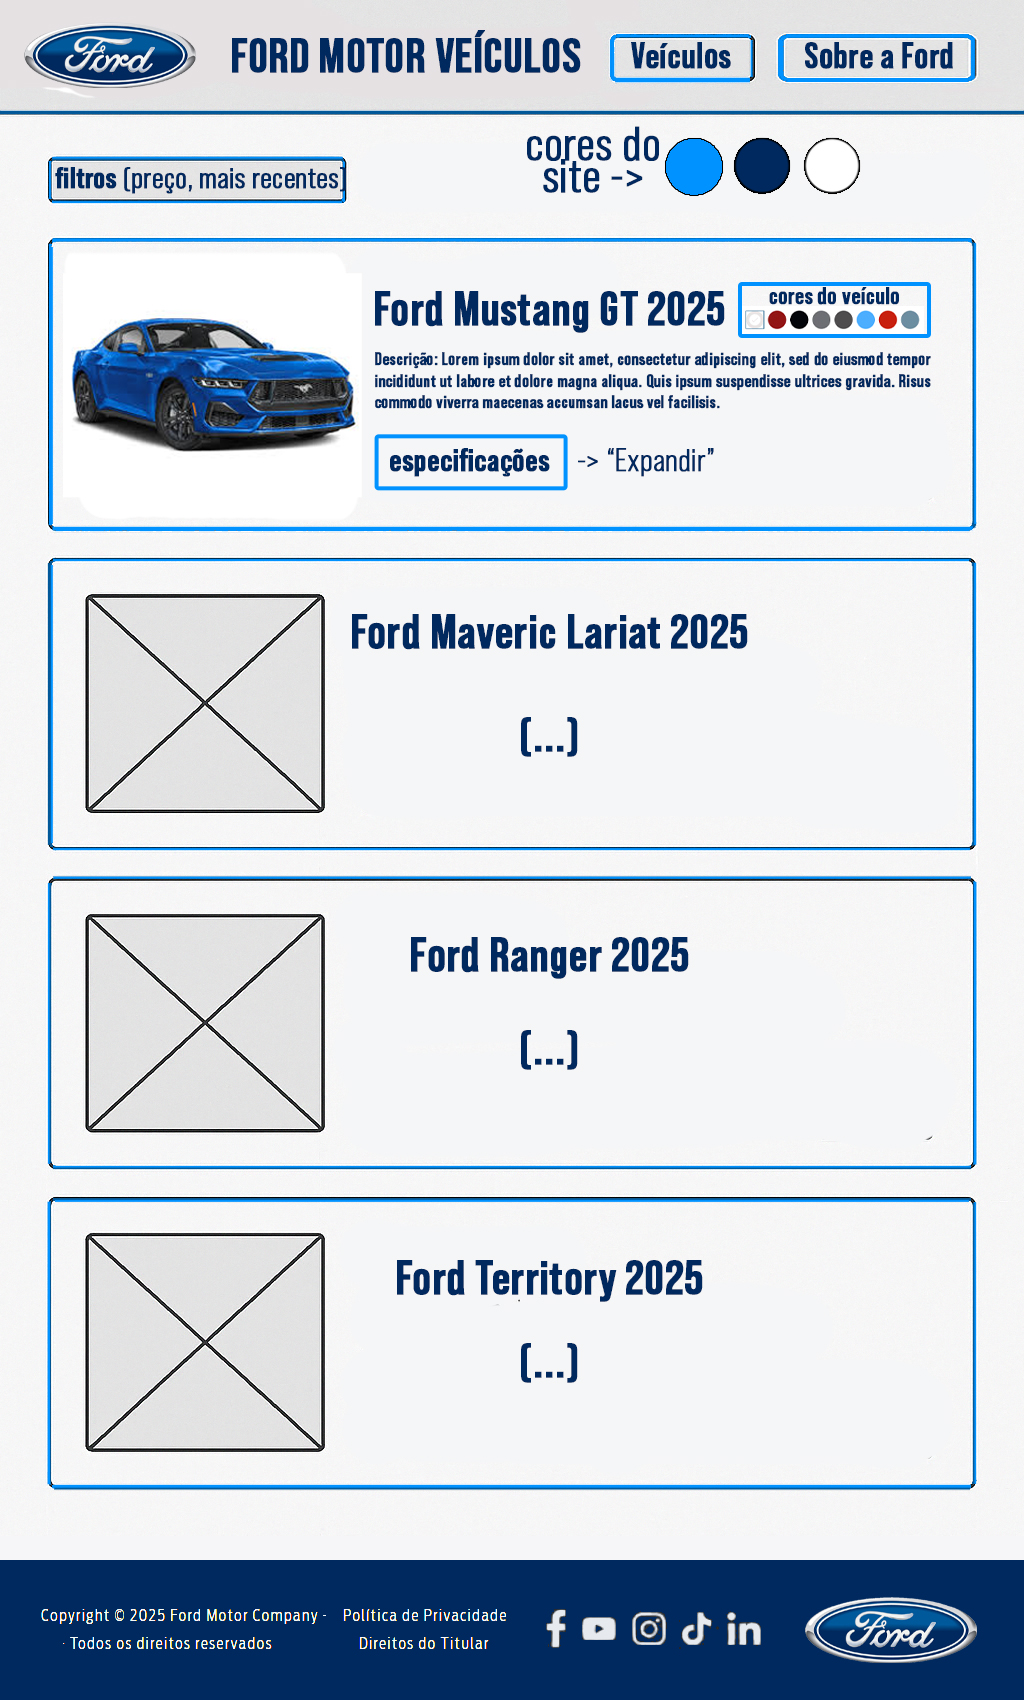 Ford
FORD MOTOR VEÍCULOS
Veículos
Sobre a Ford
cores do
site ->
filtros (preço, mais recentes)
Ford Mustang GT 2025
cores do veículo
Descrição: Lorem ipsum dolor sit amet, consectetur adipiscing elit, sed do eiusmod tempor
incididunt ut labore et dolore magna aliqua. Quis ipsum suspendisse ultrices gravida. Risus
commodo viverra maecenas accumsan lacus vel facilisis.
especificações
-> “Expandir”
Ford Maveric Lariat 2025
(...)
Ford Ranger 2025
(...)
Ford Territory 2025
(...)
Copyright © 2025 Ford Motor Company -
· Todos os direitos reservados
Política de Privacidade
Direitos do Titular
Ford